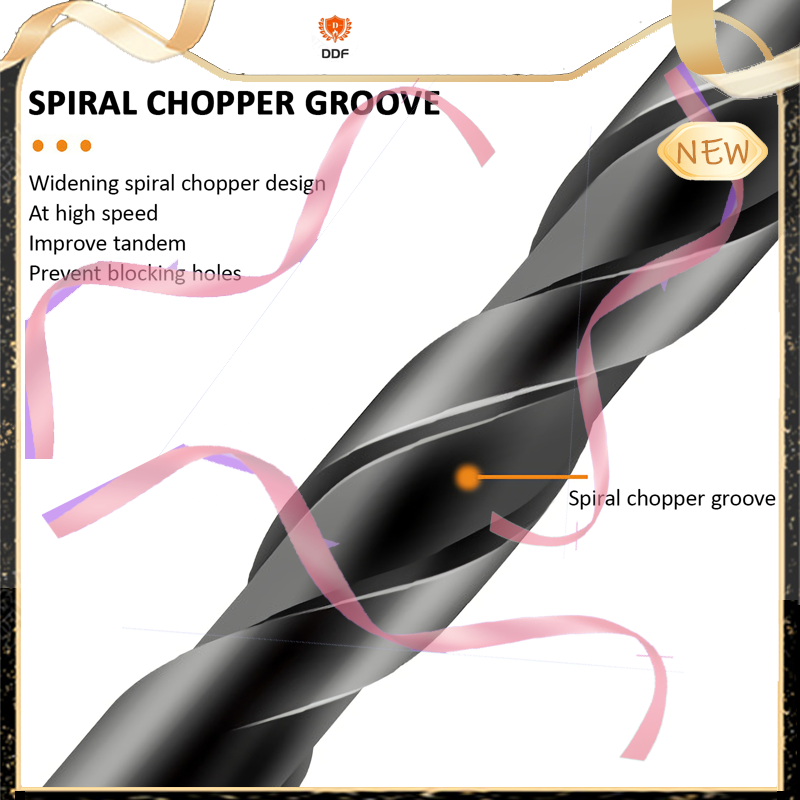 DDF
SPIRAL CHOPPER GROOVE
NEW
Widening spiral chopper design
At high speed
Improve tandem
Prevent blocking holes
Spiral chopper groove